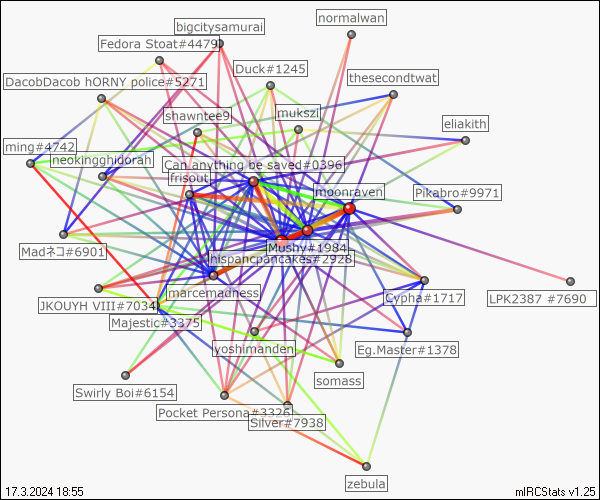 normalwan
bigcitysamurai
Fedora Stoat#4479
Duck#1245
thesecondtwat
DacobDacob hORNY police#5271
shawntee9
mukszi
eliakith
ming#4742
neokingghidorah
Can anything be saved#0396
frisout
moonraven
Pikabro#9971
Madネコ#6901
Mushy#1984
hispancpancakes#2928
marcemadness
Cypha#1717
LPK2387 #7690
JKOUYH VIII#7034
Majestic#3375
yoshimanden
Eg.Master#1378
somass
Swirly Boi#6154
Pocket Persona#3326
Silver#7938
zebula
17.3.2024 18:55
mIRCStats v1.25